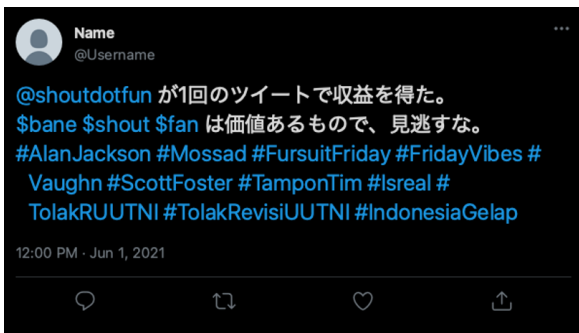 Name
@Username
@shoutdotfun が1回のツイートで収益を得た。
$bane $shout $fan は価値あるもので、見逃すな。
#AlanJackson #Mossad #FursuitFriday #FridayVibes #
Vaughn #ScottFoster #TamponTim #Isreal #
TolakRUUTNI #TolakRevisiUUTNI #IndonesiaGelap
12:00 PM · Jun 1, 2021